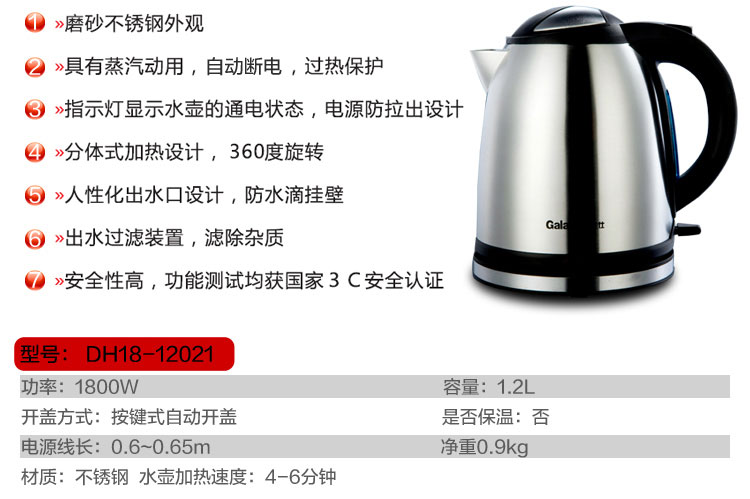 1 »磨砂不锈钢外观
2 »具有蒸汽动用，自动断电，过热保护
3 »指示灯显示水壶的通电状态，电源防拉出设计
4 »分体式加热设计， 360度旋转
5 »人性化出水口设计，防水滴挂壁
6 »出水过滤装置，滤除杂质
7 »安全性高，功能测试均获国家３Ｃ安全认证
型号： DH18-12021
功率：1800W 容量：1.2L
开盖方式：按键式自动开盖 是否保温：否
电源线长：0.6~0.65m 净重0.9kg
材质：不锈钢 水壶加热速度：4-6分钟